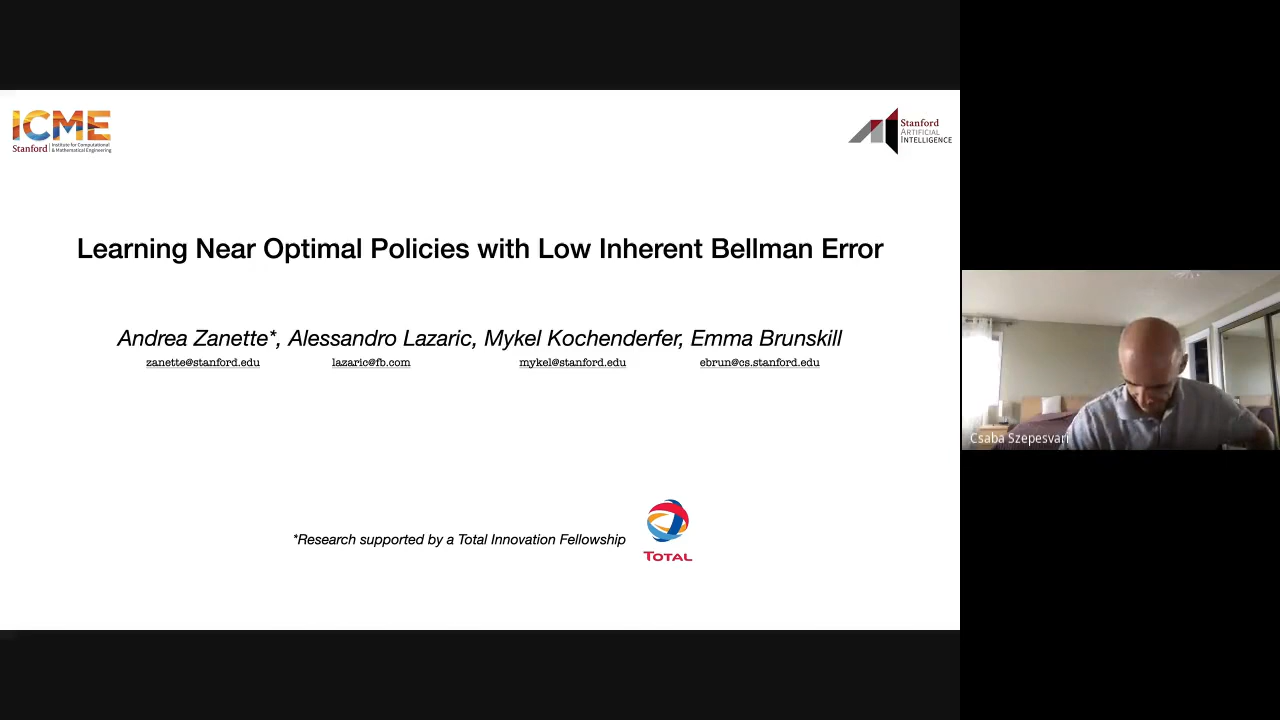 ICME
Stanford
Institute for Computational
& Mathematical Engineering
Stanford
ARTIFICIAL
INTELLIGENCE
Learning Near Optimal Policies with Low Inherent Bellman Error
Andrea Zanette*, Alessandro Lazaric, Mykel Kochenderfer, Emma Brunskill
zanette@stanford.edu lazaric@fb.com mykel@stanford.edu ebrun@cs.stanford.edu
Csaba Szepesvari
*Research supported by a Total Innovation Fellowship
TOTAL